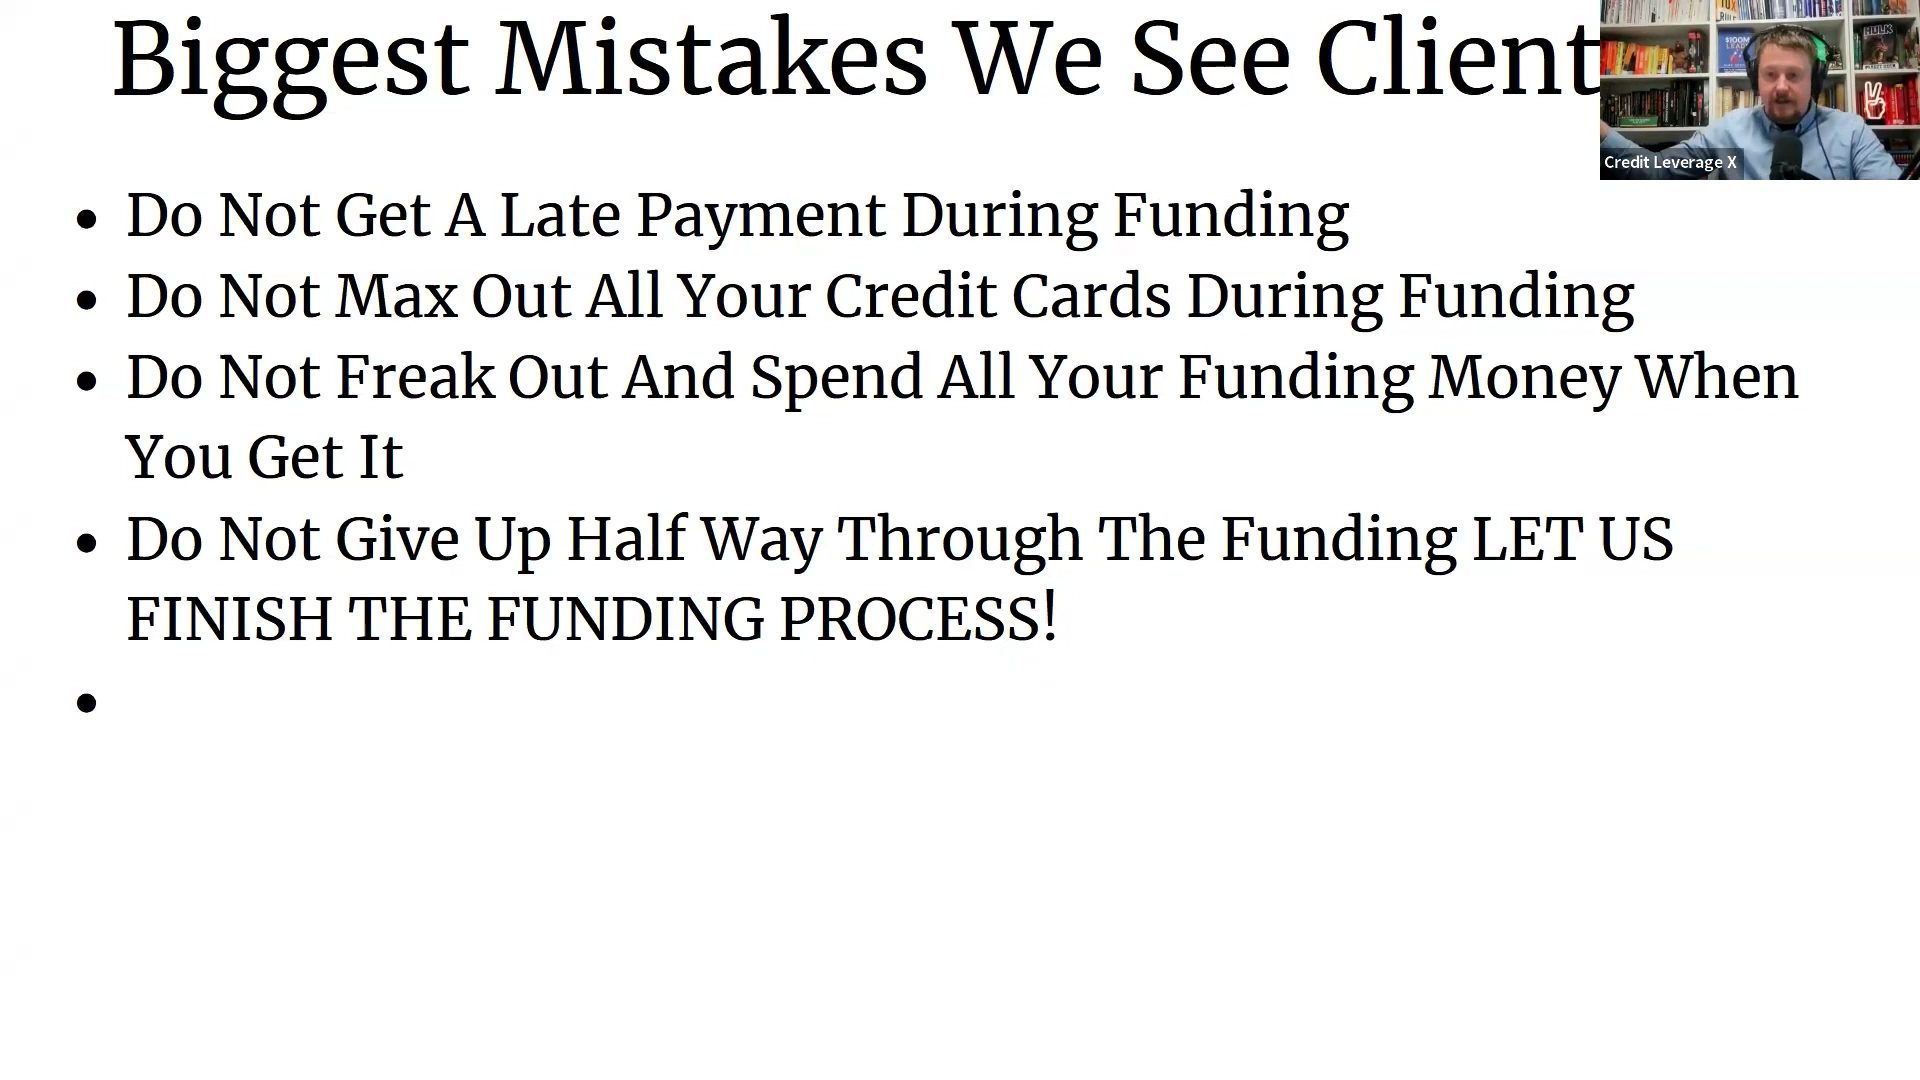 Biggest Mistakes We See Client
Do Not Get A Late Payment During Funding
Do Not Max Out All Your Credit Cards During Funding
Do Not Freak Out And Spend All Your Funding Money When
You Get It
Do Not Give Up Half Way Through The Funding LET US
FINISH THE FUNDING PROCESS!
$100M
HULK
Credit Leverage X